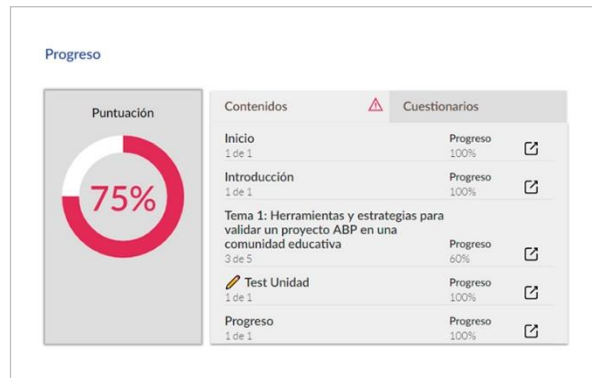 Progreso
Puntuación
75%
Contenidos
Cuestionarios
Inicio
1 de 1
Progreso
100%
Introducción
1 de 1
Progreso
100%
Tema 1: Herramientas y estrategias para
validar un proyecto ABP en una
comunidad educativa
3 de 5
Progreso
60%
Test Unidad
1 de 1
Progreso
100%
Progreso
1 de 1
Progreso
100%